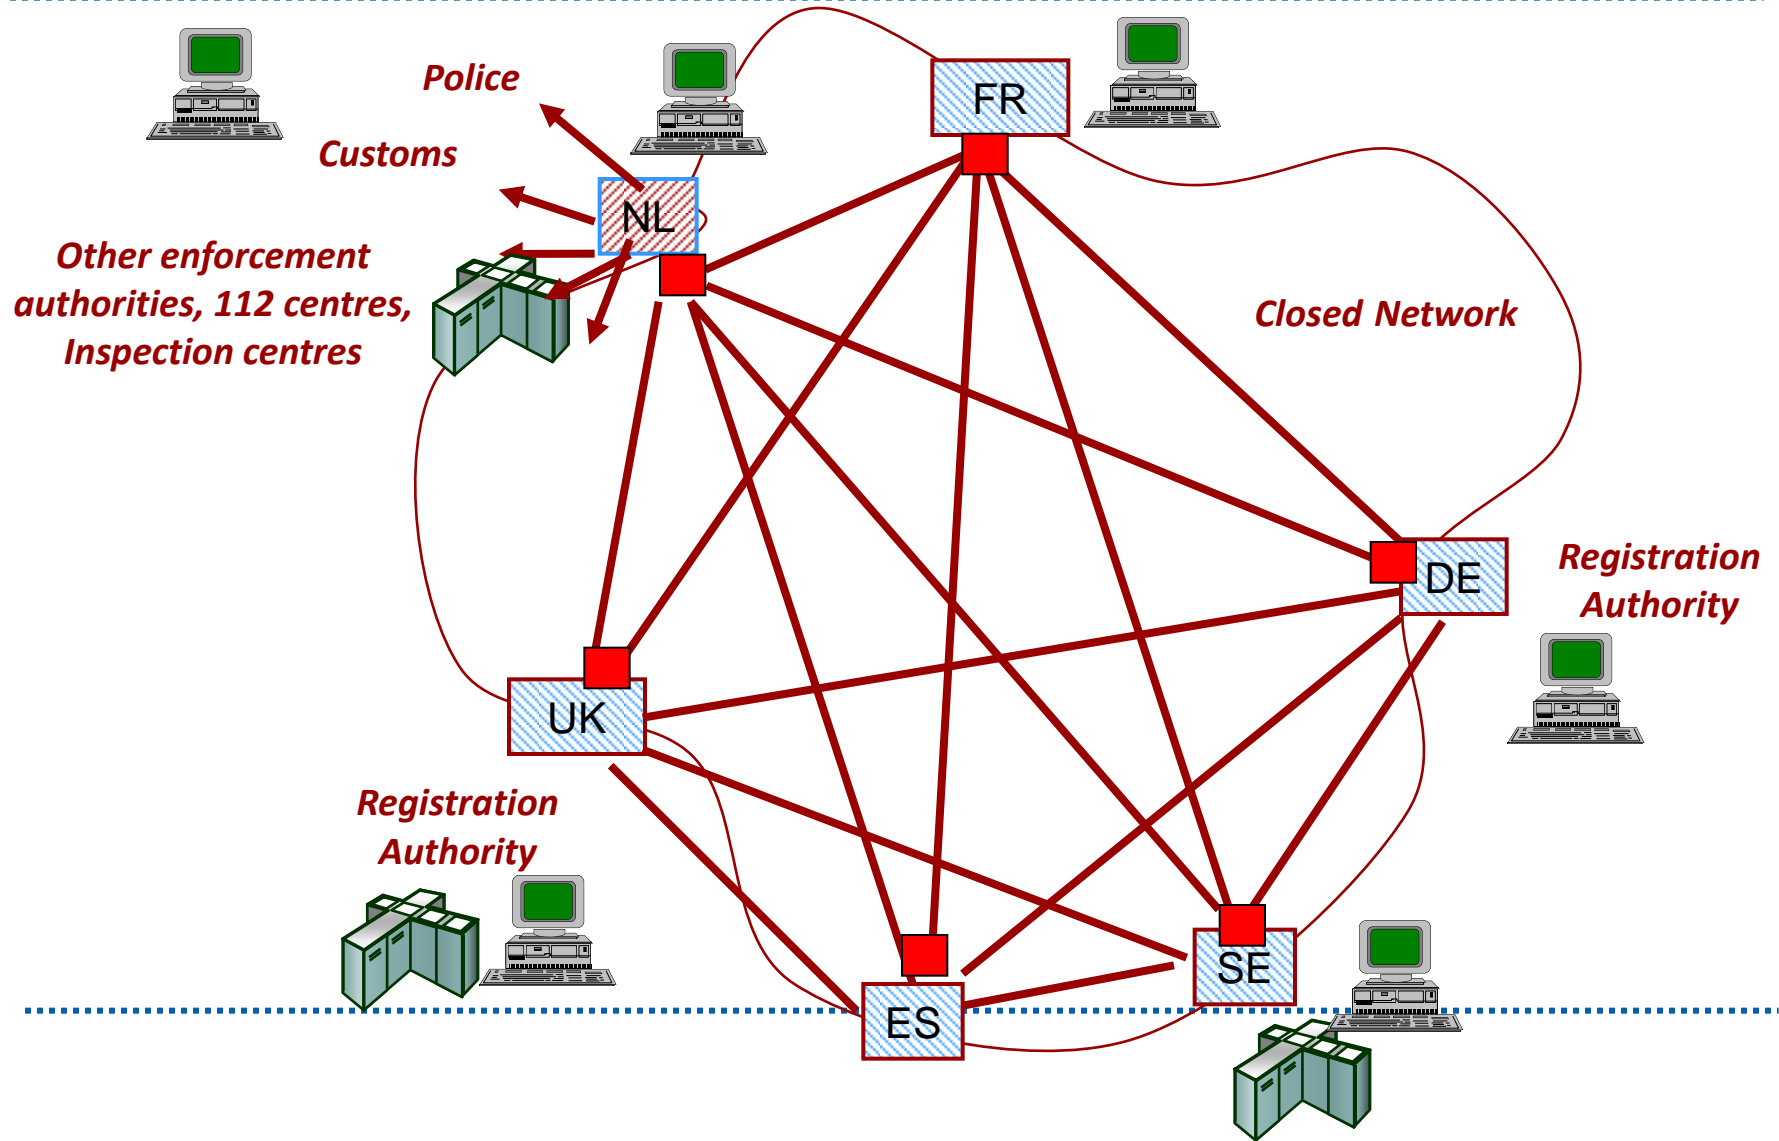 Police
FR
Customs
NL
Other enforcement
authorities, 112 centres,
Inspection centres
Closed Network
DE
Registration
Authority
UK
Registration
Authority
SE
ES